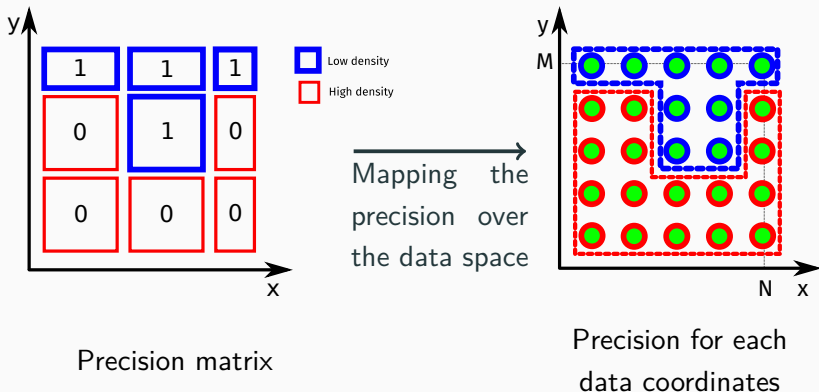 y
1 1 1
0 1 0
0 0 0
x
Low density
High density
Precision matrix
Mapping the
precision over
the data space
y
M
N x
Precision for each
data coordinates